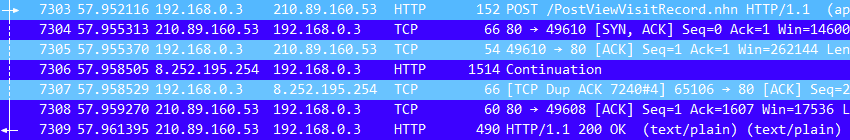 7303 57.952116 192.168.0.3 210.89.160.53 HTTP 152 POST /PostViewVisitRecord.nhn HTTP/1.1 (ap
7304 57.955313 210.89.160.53 192.168.0.3 TCP 66 80 → 49610 [SYN, ACK] Seq=0 Ack=1 Win=14600
7305 57.955370 192.168.0.3 210.89.160.53 TCP 54 49610 → 80 [ACK] Seq=1 Ack=1 Win=262144 Len
7306 57.958505 8.252.195.254 192.168.0.3 HTTP 1514 Continuation
7307 57.958529 192.168.0.3 8.252.195.254 TCP 66 [TCP Dup ACK 7240#4] 65106 → 80 [ACK] Seq=2
7308 57.959270 210.89.160.53 192.168.0.3 TCP 60 80 → 49608 [ACK] Seq=1 Ack=1607 Win=17536 L
7309 57.961395 210.89.160.53 192.168.0.3 HTTP 490 HTTP/1.1 200 OK (text/plain) (text/plain)